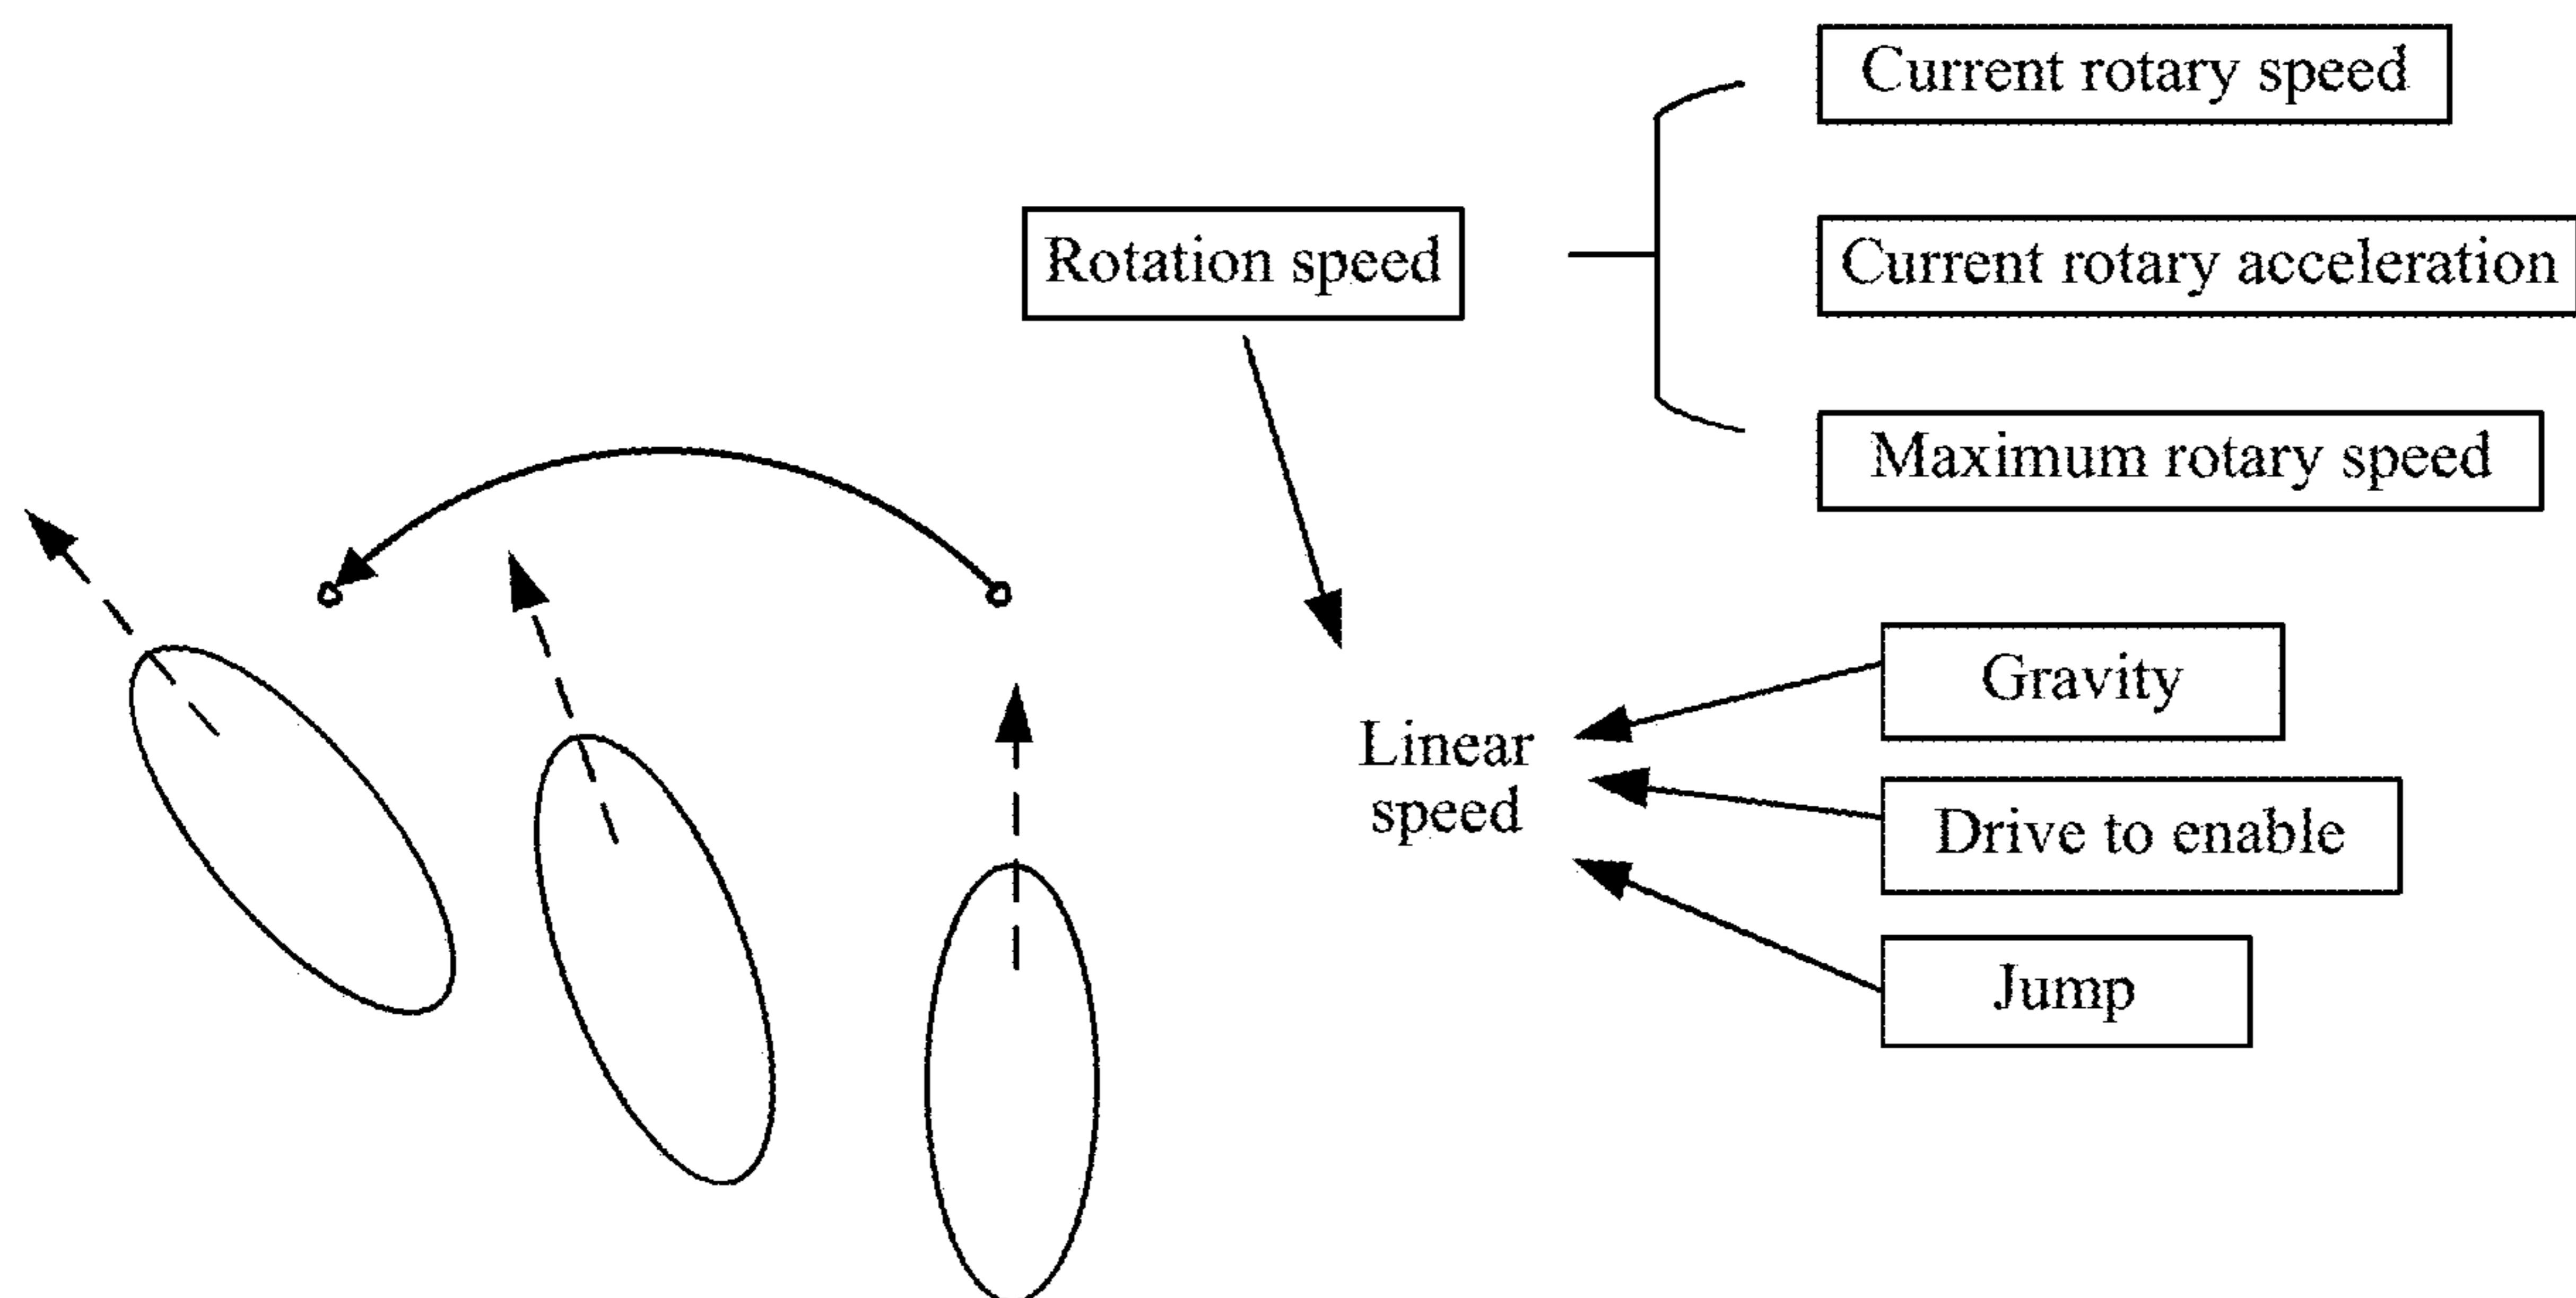 Current rotary speed
Rotation speed
Current rotary acceleration
Maximum rotary speed
Gravity
Linear
speed
Drive to enable
Jump